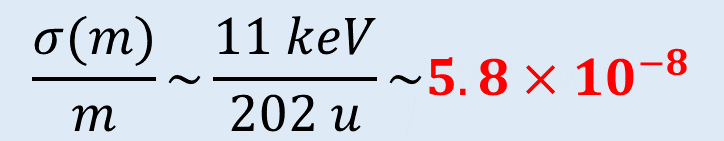 σ(m)/m ~ 11 keV/202 u ~ 5.8 × 10⁻⁸